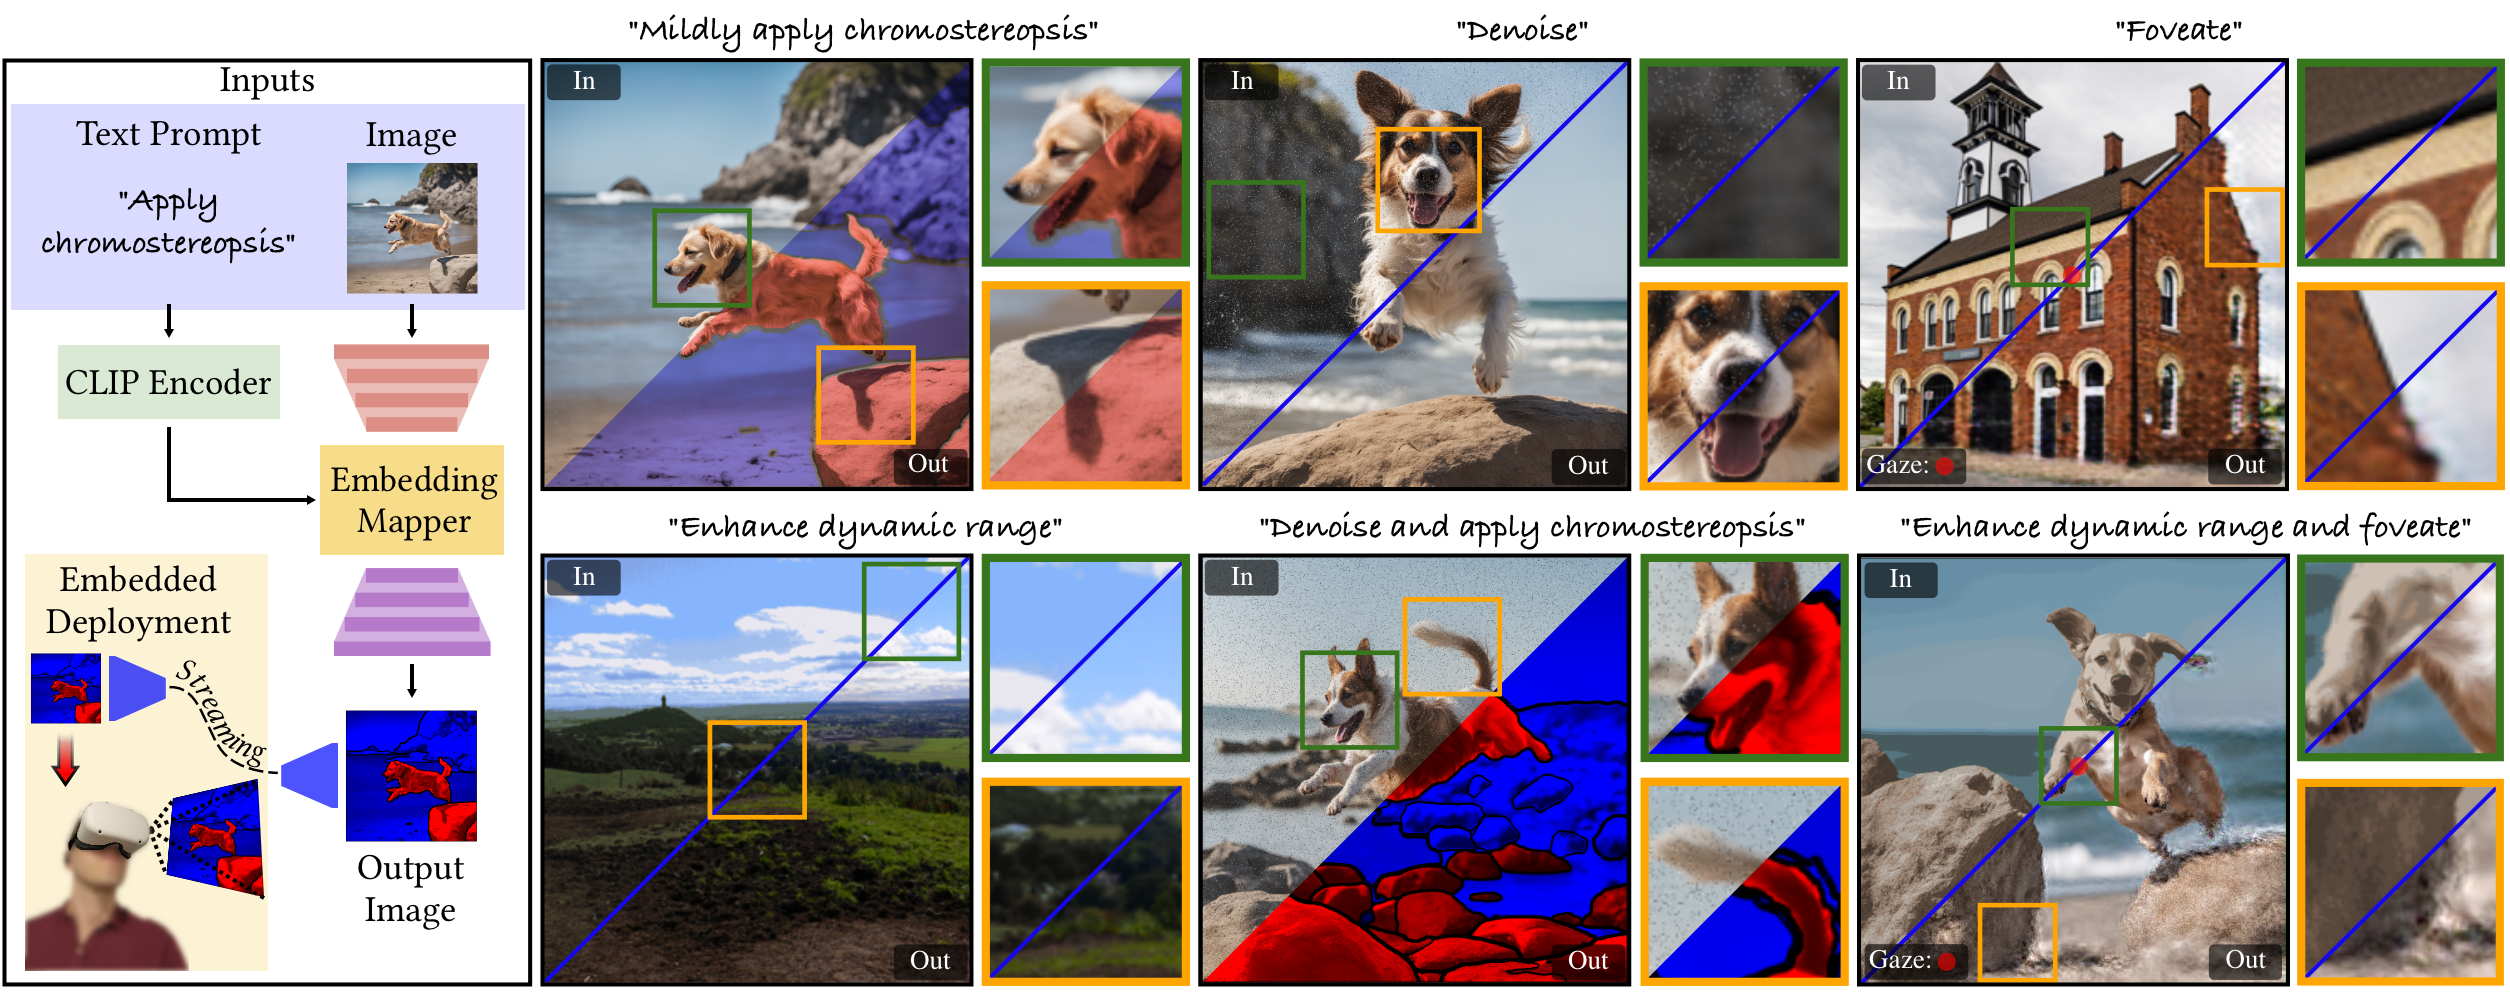 Inputs
Text Prompt
Image
"Apply
chromostereopsis"
CLIP Encoder
Embedding
Mapper
Embedded
Deployment
Streaming
Output
Image
"Mildly apply chromostereopsis"
In
Out
"Denoise"
In
Out
"Foveate"
In
Gaze:
Out
"Enhance dynamic range"
In
Out
"Denoise and apply chromostereopsis"
In
Out
"Enhance dynamic range and foveate"
In
Gaze:
Out